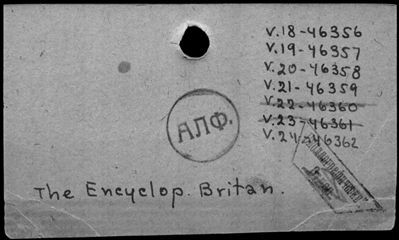 v.18-46356
v.19-46357
v.20-46358
v.21-46359
v.22-46360
v.23-46361
v.24-46362
АЛФ.
The Encyclop. Britan.